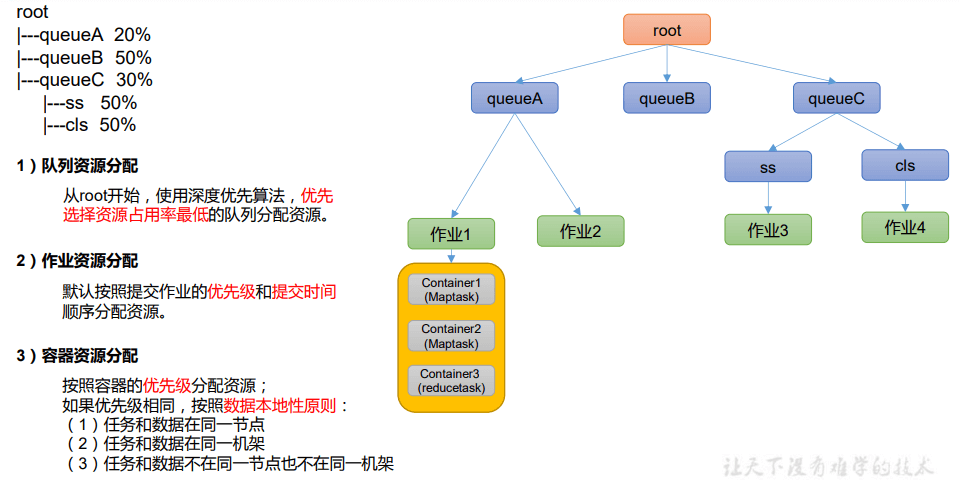 root
|---queueA 20%
|---queueB 50%
|---queueC 30%
|---ss 50%
|---cls 50%
1）队列资源分配
从root开始，使用深度优先算法，优先
选择资源占用率最低的队列分配资源。
2）作业资源分配
默认按照提交作业的优先级和提交时间
顺序分配资源。
3）容器资源分配
按照容器的优先级分配资源；
如果优先级相同，按照数据本地性原则：
（1）任务和数据在同一节点
（2）任务和数据在同一机架
（3）任务和数据不在同一节点也不在同一机架
root
queueA
queueB
queueC
ss
cls
作业1
作业2
作业3
作业4
Container1
(Maptask)
Container2
(Maptask)
Container3
(reducetask)
让天下没有难学的技术